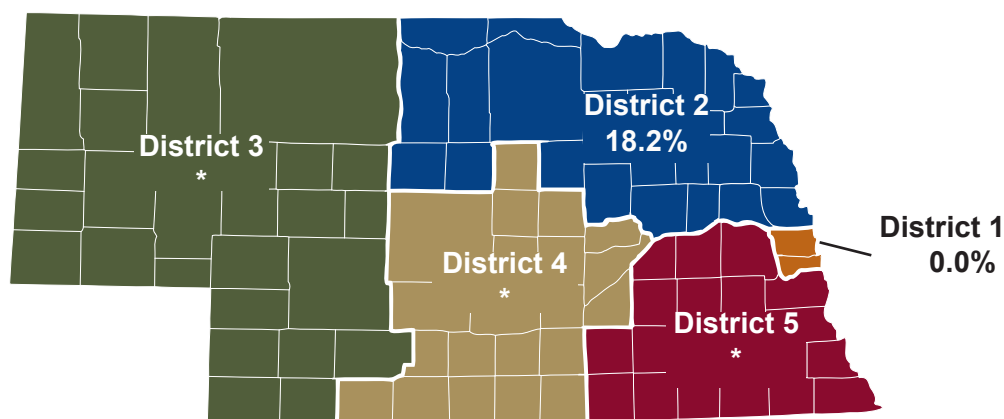 District 2
18.2%
District 3
*
District 1
0.0%
District 4
*
District 5
*